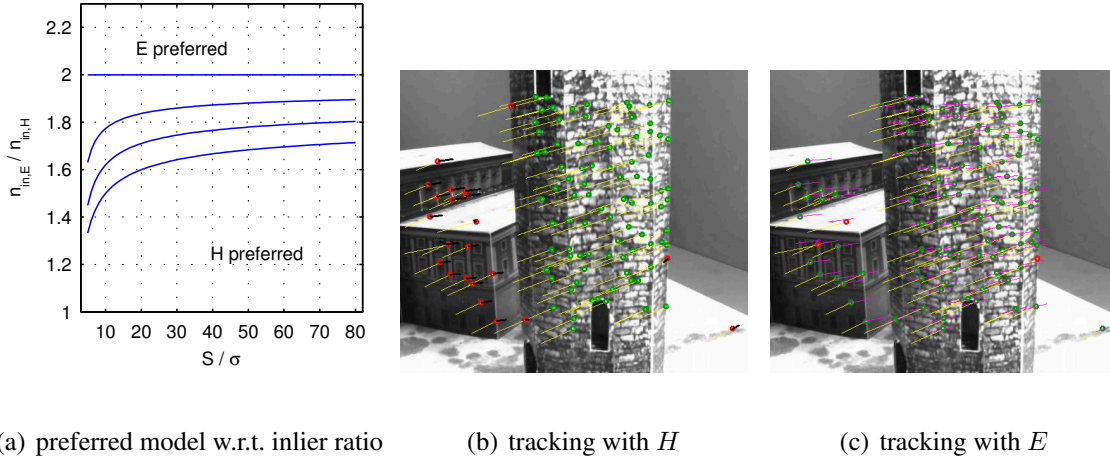 2.2
2
1.8
1.6
1.4
1.2
1
n_in,E / n_in,H
E preferred
H preferred
10 20 30 40 50 60 70 80
S / σ
a) preferred model w.r.t. inlier ratio
(b) tracking with H
(c) tracking with E